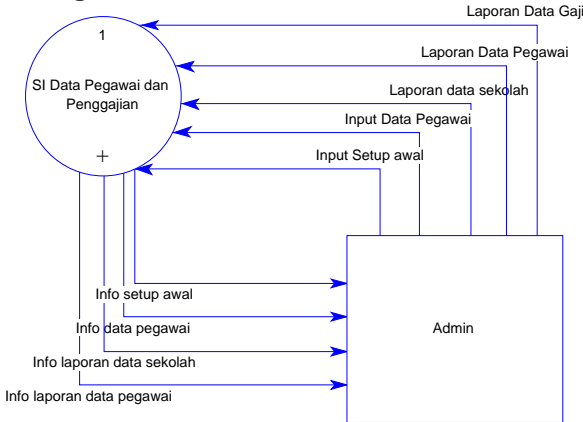 Laporan Data Gaji
1
Laporan Data Pegawai
SI Data Pegawai dan
Penggajian
Laporan data sekolah
Input Data Pegawai
+
Input Setup awal
Info setup awal
Info data pegawai
Admin
Info laporan data sekolah
Info laporan data pegawai